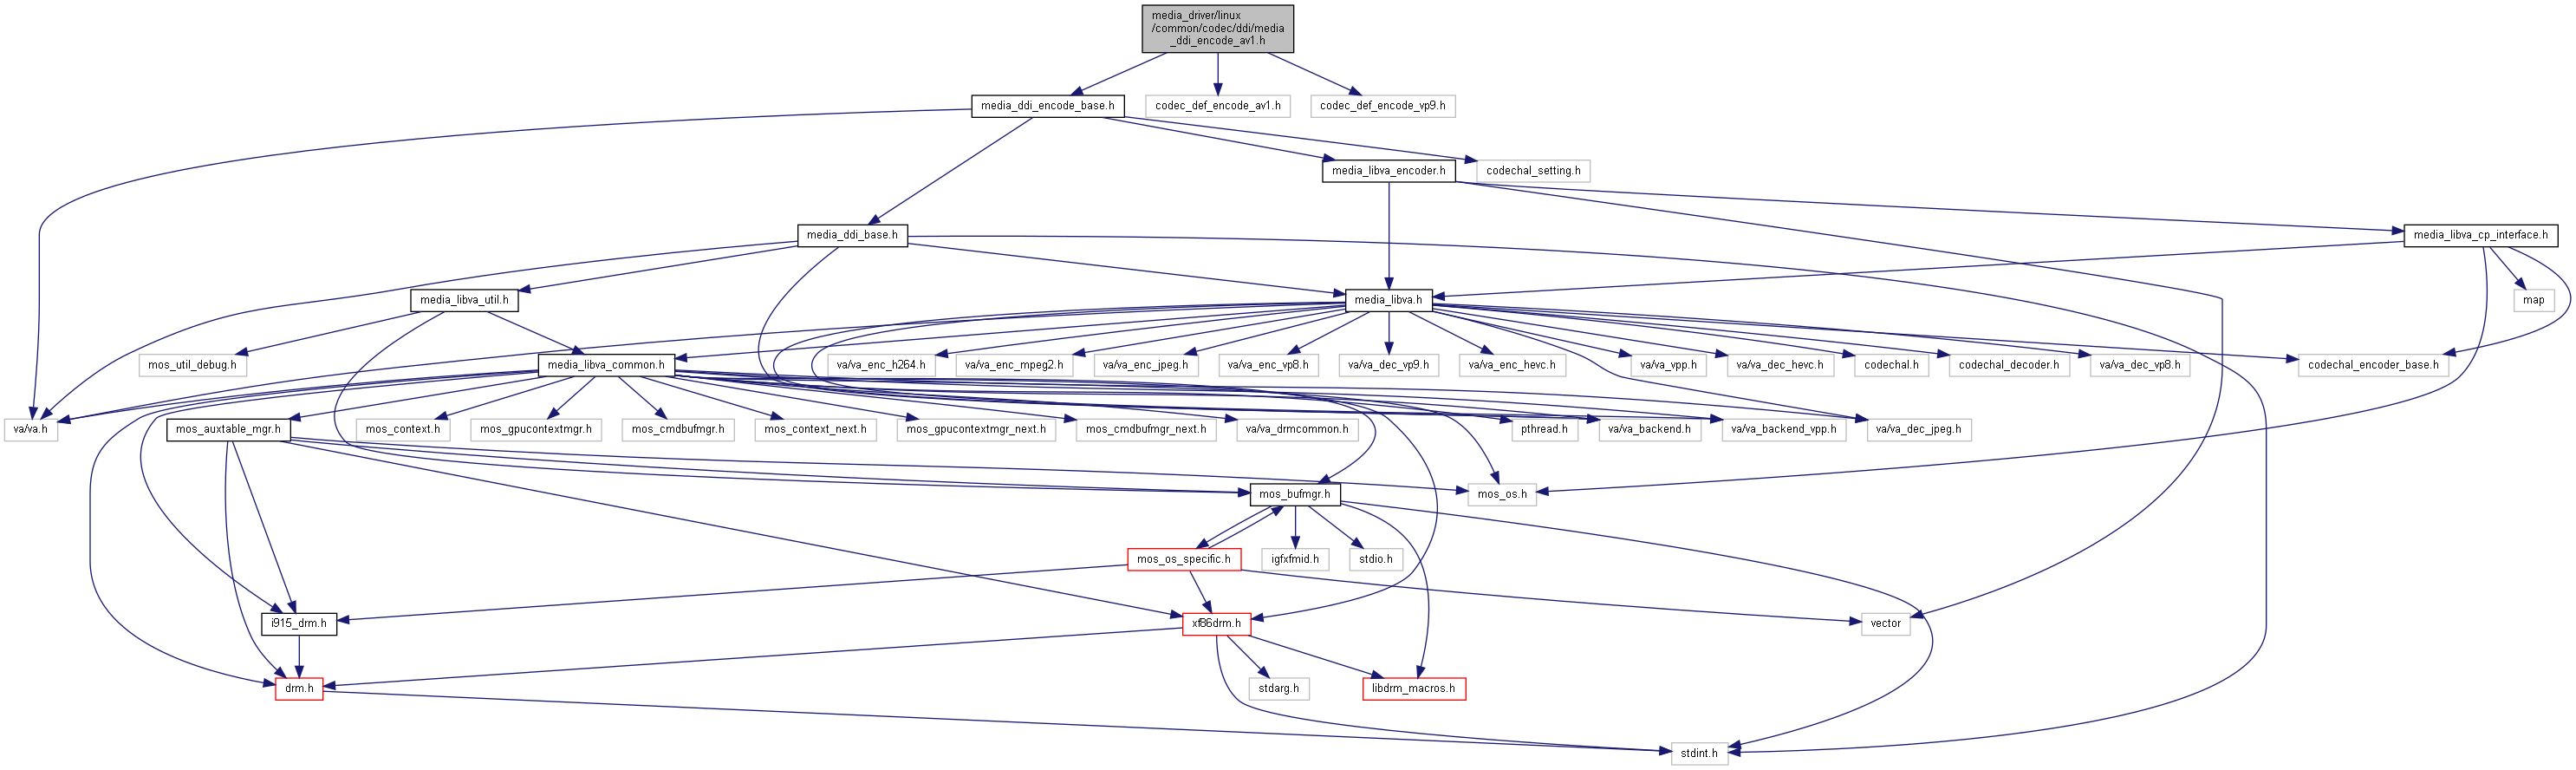 media_driver/linux
/common/codec/ddi/media
_ddi_encode_av1.h
media_ddi_encode_base.h
codec_def_encode_av1.h
codec_def_encode_vp9.h
media_libva_encoder.h
codechal_setting.h
media_ddi_base.h
media_libva_cp_interface.h
media_libva_util.h
media_libva.h
map
mos_util_debug.h
media_libva_common.h
va/va_enc_h264.h
va/va_enc_mpeg2.h
va/va_enc_jpeg.h
va/va_enc_vp8.h
va/va_dec_vp9.h
va/va_enc_hevc.h
va/va_vpp.h
va/va_dec_hevc.h
codechal.h
codechal_decoder.h
va/va_dec_vp8.h
codechal_encoder_base.h
va/va.h
mos_auxtable_mgr.h
mos_context.h
mos_gpucontextmgr.h
mos_cmdbufmgr.h
mos_context_next.h
mos_gpucontextmgr_next.h
mos_cmdbufmgr_next.h
va/va_drmcommon.h
pthread.h
va/va_backend.h
va/va_backend_vpp.h
va/va_dec_jpeg.h
mos_bufmgr.h
mos_os.h
mos_os_specific.h
igfxfmid.h
stdio.h
i915_drm.h
xf86drm.h
vector
drm.h
stdarg.h
libdrm_macros.h
stdint.h